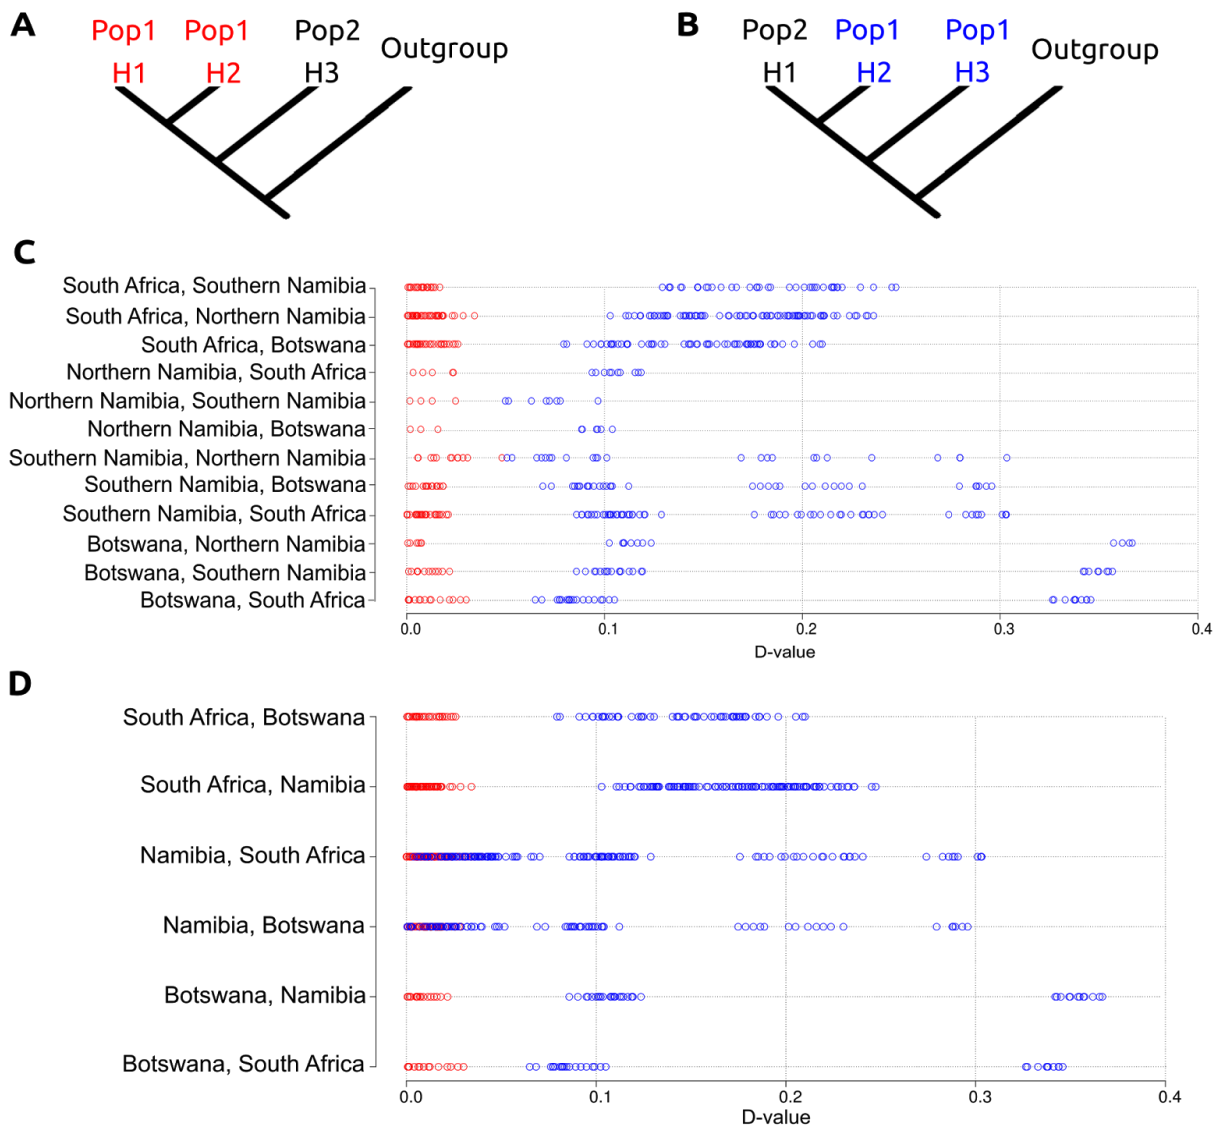 A
Pop1 Pop1 Pop2 Outgroup
H1 H2 H3
B
Pop2 Pop1 Pop1 Outgroup
H1 H2 H3
C
South Africa, Southern Namibia
South Africa, Northern Namibia
South Africa, Botswana
Northern Namibia, South Africa
Northern Namibia, Southern Namibia
Northern Namibia, Botswana
Southern Namibia, Northern Namibia
Southern Namibia, Botswana
Southern Namibia, South Africa
Botswana, Northern Namibia
Botswana, Southern Namibia
Botswana, South Africa
0.0 0.1 0.2 0.3 0.4
D-value
D
South Africa, Botswana
South Africa, Namibia
Namibia, South Africa
Namibia, Botswana
Botswana, Namibia
Botswana, South Africa
0.0 0.1 0.2 0.3 0.4
D-value